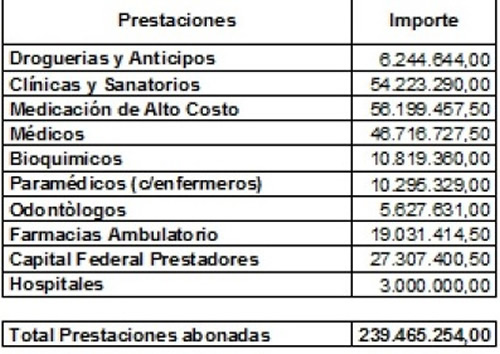 Prestaciones Importe
Droguerias y Anticipos 6.244.644,00
Clínicas y Sanatorios 54.223.290,00
Medicación de Alto Costo 56.199.457,50
Médicos 46.716.727,50
Bioquimicos 10.819.360,00
Paramédicos (c/enfermeros) 10.295.329,00
Odontòlogos 5.627.631,00
Farmacias Ambulatorio 19.031.414,50
Capital Federal Prestadores 27.307.400,50
Hospitales 3.000.000,00
Total Prestaciones abonadas 239.465.254,00